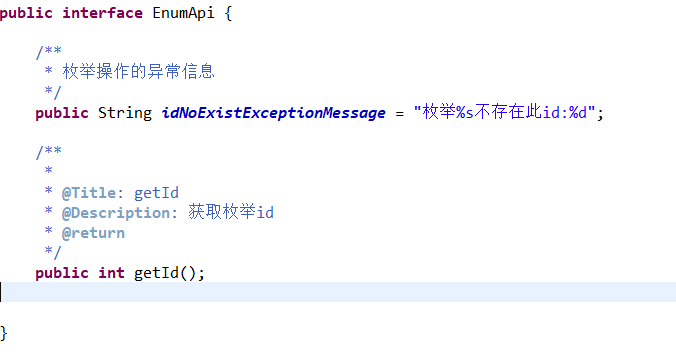 public interface EnumApi {
/**
* 枚举操作的异常信息
*/
public String idNoExistExceptionMessage = "枚举%s不存在此id:%d";
/**
*
* @Title: getId
* @Description: 获取枚举id
* @return
*/
public int getId();
}